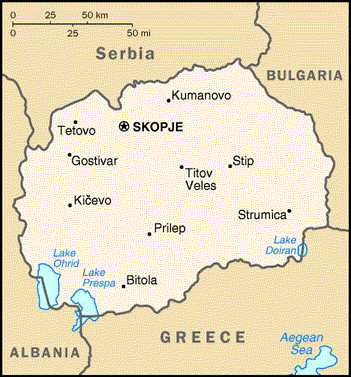 0 25 50 km
0 25 50 mi
Serbia
BULGARIA
Kumanovo
Tetovo
SKOPJE
Gostivar
Titov
Veles
Stip
Kičevo
Strumica
Prilep
Lake
Doiran
Lake
Ohrid
Lake
Prespa
Bitola
GREECE
ALBANIA
Aegean
Sea